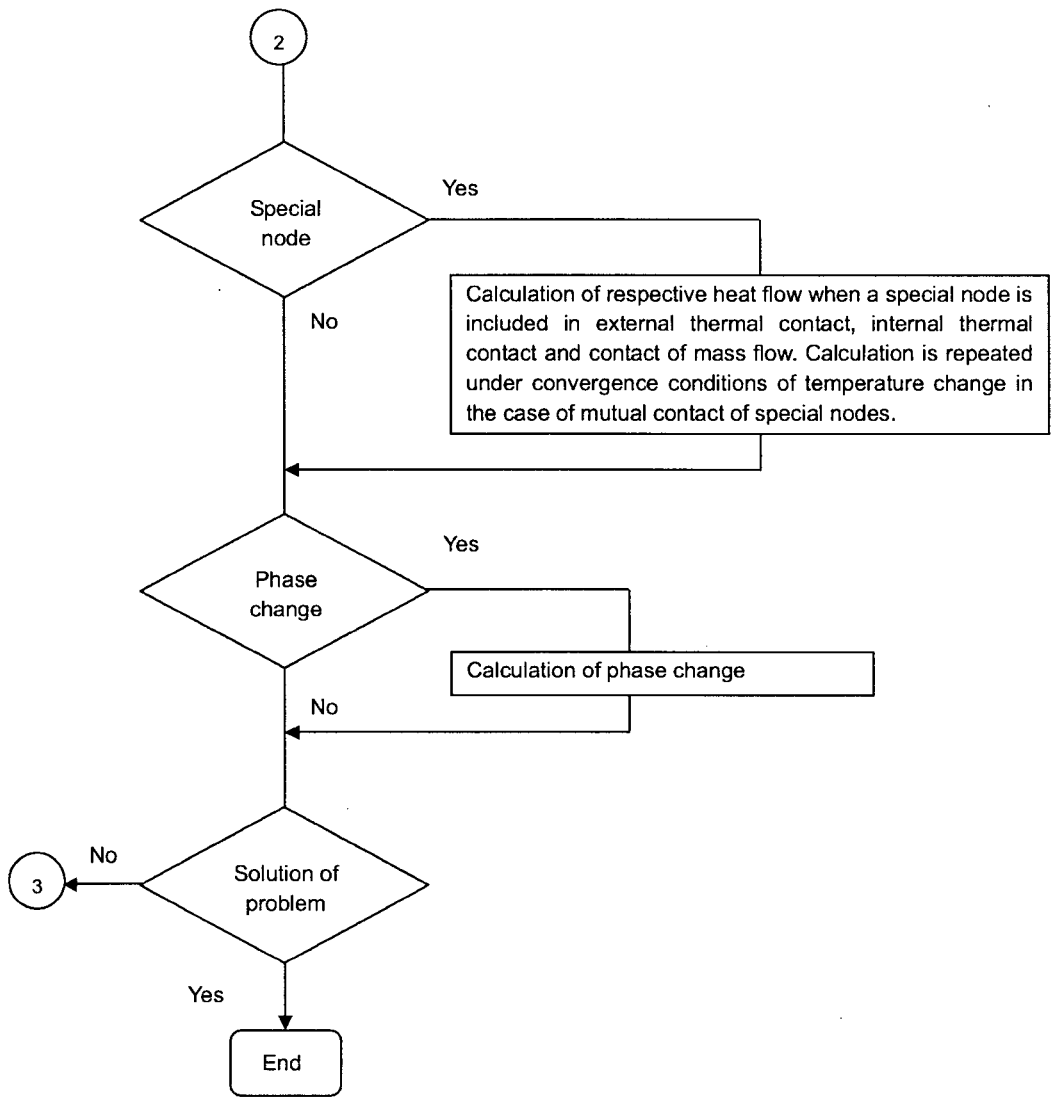 2
Yes
Special
node
Calculation of respective heat flow when a special node is
included in external thermal contact, internal thermal
contact and contact of mass flow. Calculation is repeated
under convergence conditions of temperature change in
the case of mutual contact of special nodes.
No
Yes
Phase
change
Calculation of phase change
No
No
3
Solution of
problem
Yes
End